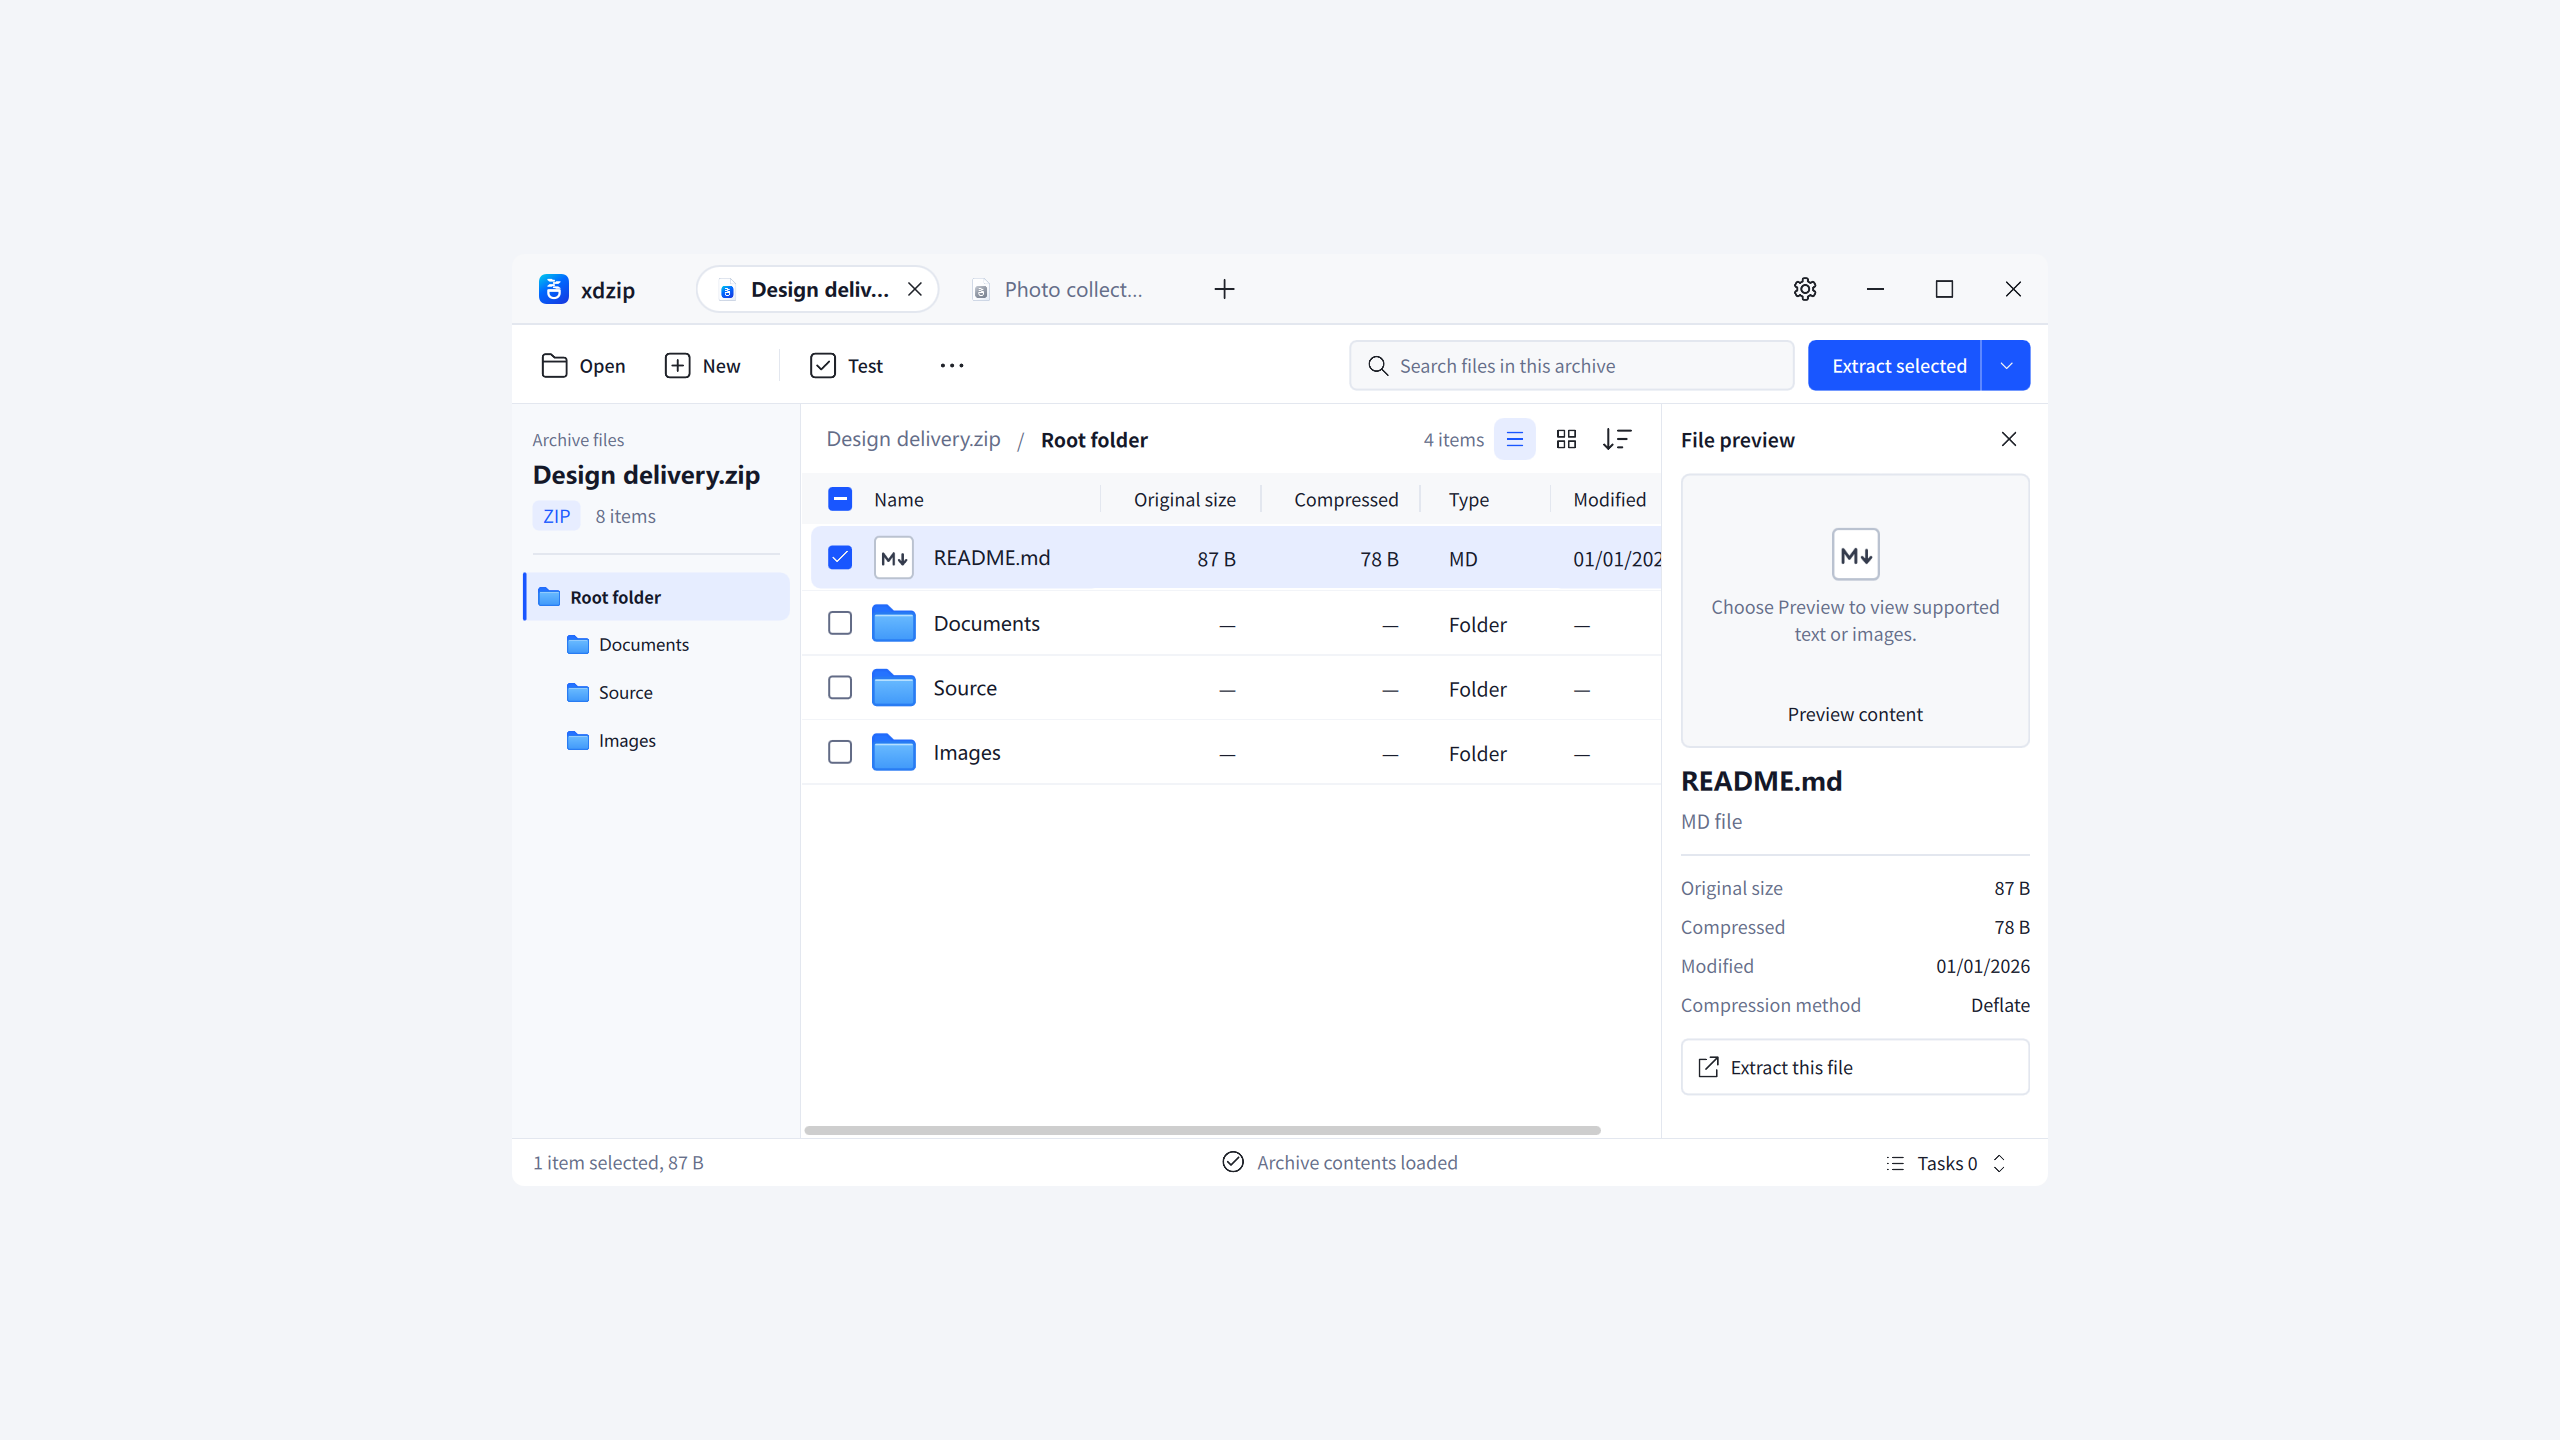 xdzip
Design deliv...
Photo collect...
Open
New
Test
Search files in this archive
Extract selected
Archive files
Design delivery.zip
ZIP
8 items
Root folder
Documents
Source
Images
Design delivery.zip / Root folder
4 items
Name
Original size
Compressed
Type
Modified
README.md
87 B
78 B
MD
01/01/202
Documents
—
—
Folder
—
Source
—
—
Folder
—
Images
—
—
Folder
—
File preview
M↓
Choose Preview to view supported
text or images.
Preview content
README.md
MD file
Original size
87 B
Compressed
78 B
Modified
01/01/2026
Compression method
Deflate
Extract this file
1 item selected, 87 B
Archive contents loaded
Tasks 0